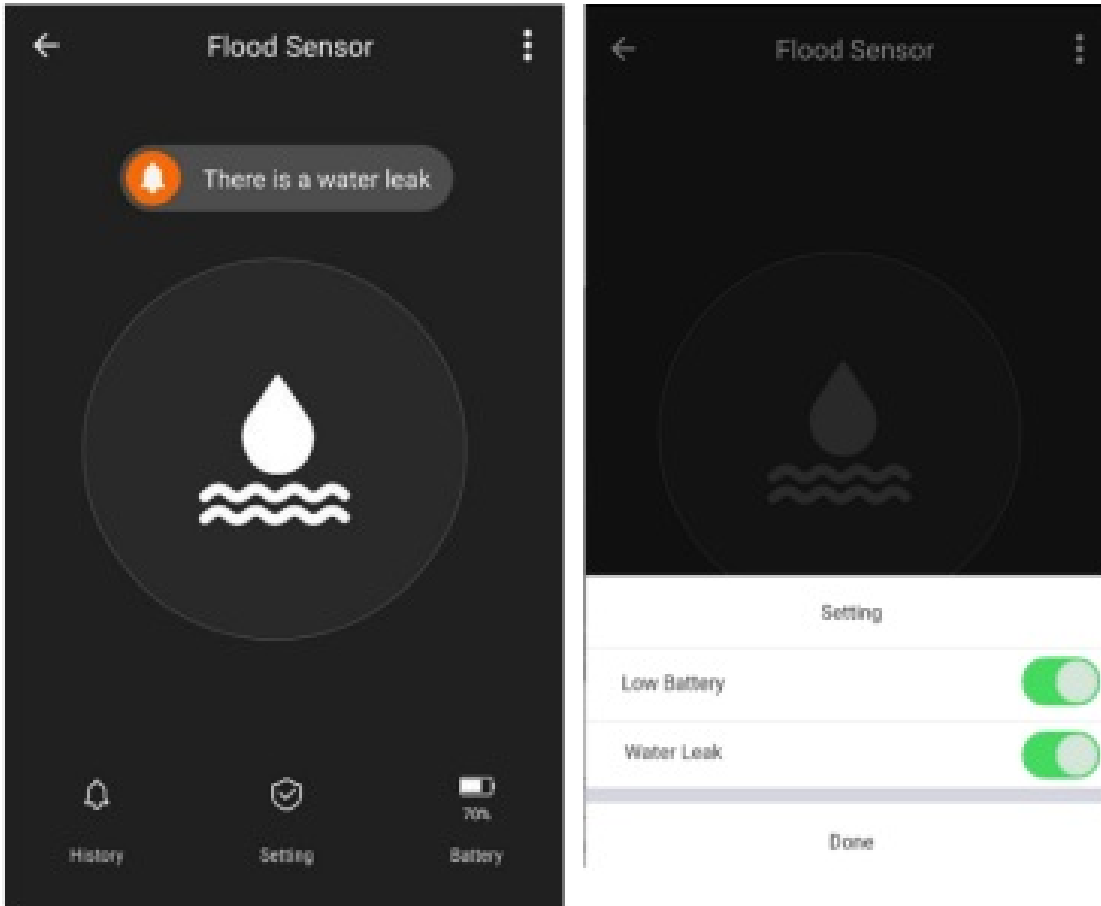 Flood Sensor
There is a water leak
70%
History
Setting
Battery
Flood Sensor
Setting
Low Battery
Water Leak
Done